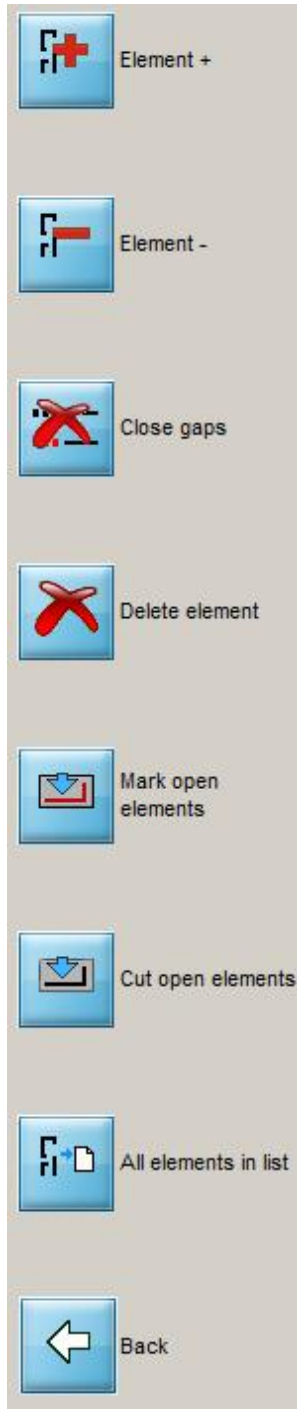 Element +
Element -
Close gaps
Delete element
Mark open
elements
Cut open elements
All elements in list
Back